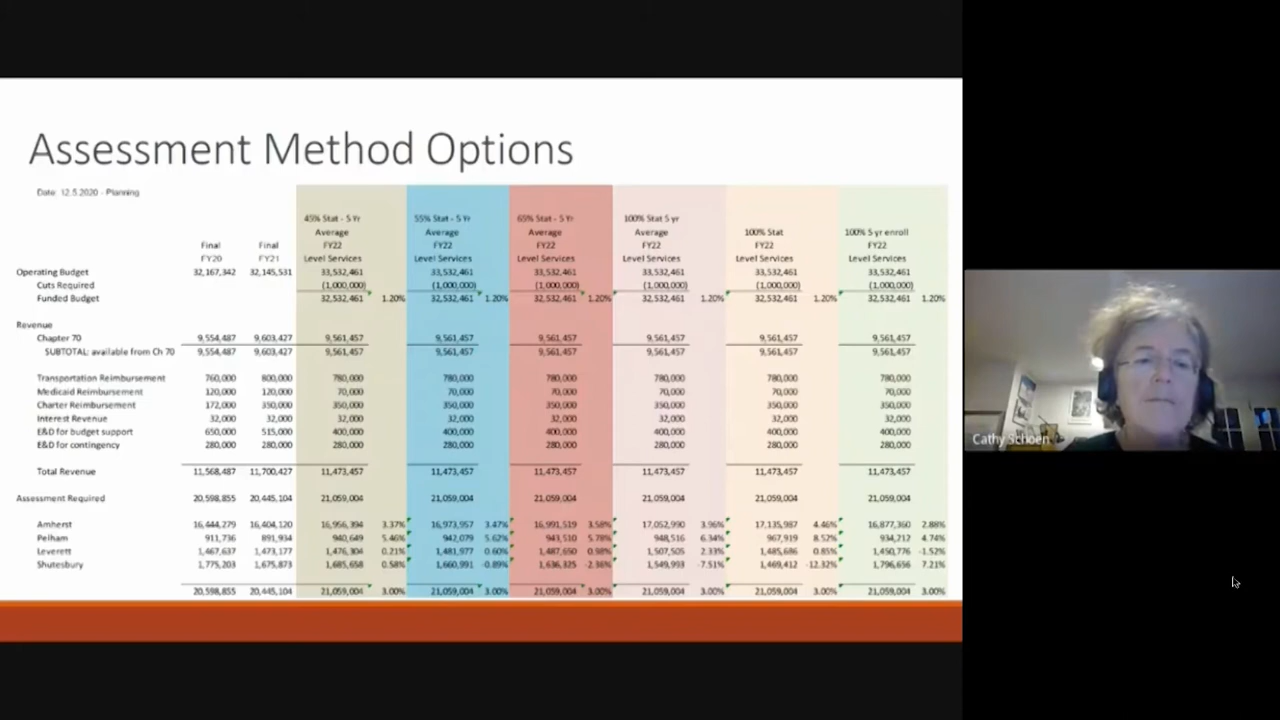 Assessment Method Options
Date: 12.5.2020 - Planning
45% Stat - 5 Yr 55% Stat - 5 Yr 65% Stat - 5 Yr 100% Stat 5 yr
Average Average Average Average 100% Stat 100% 5 yr enroll
Final Final FY22 FY22 FY22 FY22 FY22 FY22
FY20 FY21 Level Services Level Services Level Services Level Services Level Services Level Services
Operating Budget 32,167,342 32,145,531 33,532,461 33,532,461 33,532,461 33,532,461 33,532,461 33,532,461
Cuts Required (1,000,000) (1,000,000) (1,000,000) (1,000,000) (1,000,000) (1,000,000)
Funded Budget 32,532,461 1.20% 32,532,461 1.20% 32,532,461 1.20% 32,532,461 1.20% 32,532,461 1.20% 32,532,461 1.20%
Revenue
Chapter 70 9,554,487 9,603,427 9,561,457 9,561,457 9,561,457 9,561,457 9,561,457 9,561,457
SUBTOTAL: available from Ch 70 9,554,487 9,603,427 9,561,457 9,561,457 9,561,457 9,561,457 9,561,457 9,561,457
Transportation Reimbursement 760,000 800,000 780,000 780,000 780,000 780,000 780,000 780,000
Medicaid Reimbursement 120,000 120,000 70,000 70,000 70,000 70,000 70,000 70,000
Charter Reimbursement 172,000 350,000 350,000 350,000 350,000 350,000 350,000 350,000
Interest Revenue 32,000 32,000 32,000 32,000 32,000 32,000 32,000 32,000
E&D for budget support 650,000 515,000 400,000 400,000 400,000 400,000 400,000 400,000
E&D for contingency 280,000 280,000 280,000 280,000 280,000 280,000 280,000 280,000
Total Revenue 11,568,487 11,700,427 11,473,457 11,473,457 11,473,457 11,473,457 11,473,457 11,473,457
Assessment Required 20,598,855 20,445,104 21,059,004 21,059,004 21,059,004 21,059,004 21,059,004 21,059,004
Amherst 16,444,279 16,404,120 16,956,394 3.37% 16,973,957 3.47% 16,991,519 3.58% 17,052,990 3.96% 17,135,987 4.46% 16,877,360 2.88%
Pelham 911,736 891,934 940,649 5.46% 942,079 5.62% 943,510 5.78% 948,516 6.34% 967,919 8.52% 934,212 4.74%
Leverett 1,467,637 1,473,177 1,476,304 0.21% 1,481,977 0.60% 1,487,650 0.98% 1,507,505 2.33% 1,485,686 0.85% 1,450,776 -1.52%
Shutesbury 1,775,203 1,675,873 1,685,658 0.58% 1,660,991 -0.89% 1,636,325 -2.36% 1,549,993 -7.51% 1,469,412 -12.32% 1,796,656 7.21%
20,598,855 20,445,104 21,059,004 3.00% 21,059,004 3.00% 21,059,004 3.00% 21,059,004 3.00% 21,059,004 3.00% 21,059,004 3.00%
Cathy Schoen